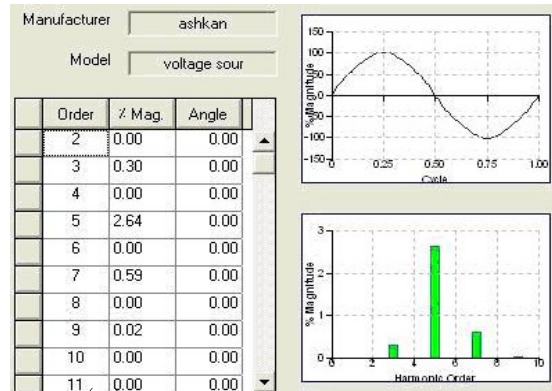 Manufacturer ashkan
Model voltage sour
Order % Mag. Angle
2 0.00 0.00
3 0.30 0.00
4 0.00 0.00
5 2.64 0.00
6 0.00 0.00
7 0.59 0.00
8 0.00 0.00
9 0.02 0.00
10 0.00 0.00
11 0.00 0.00
150
100
50
0
-50
-100
-150
% Magnitude
0 0.25 0.50 0.75 1.00
Cycle
3
2
1
0
% Magnitude
0 2 4 6 8 10
Harmonic Order